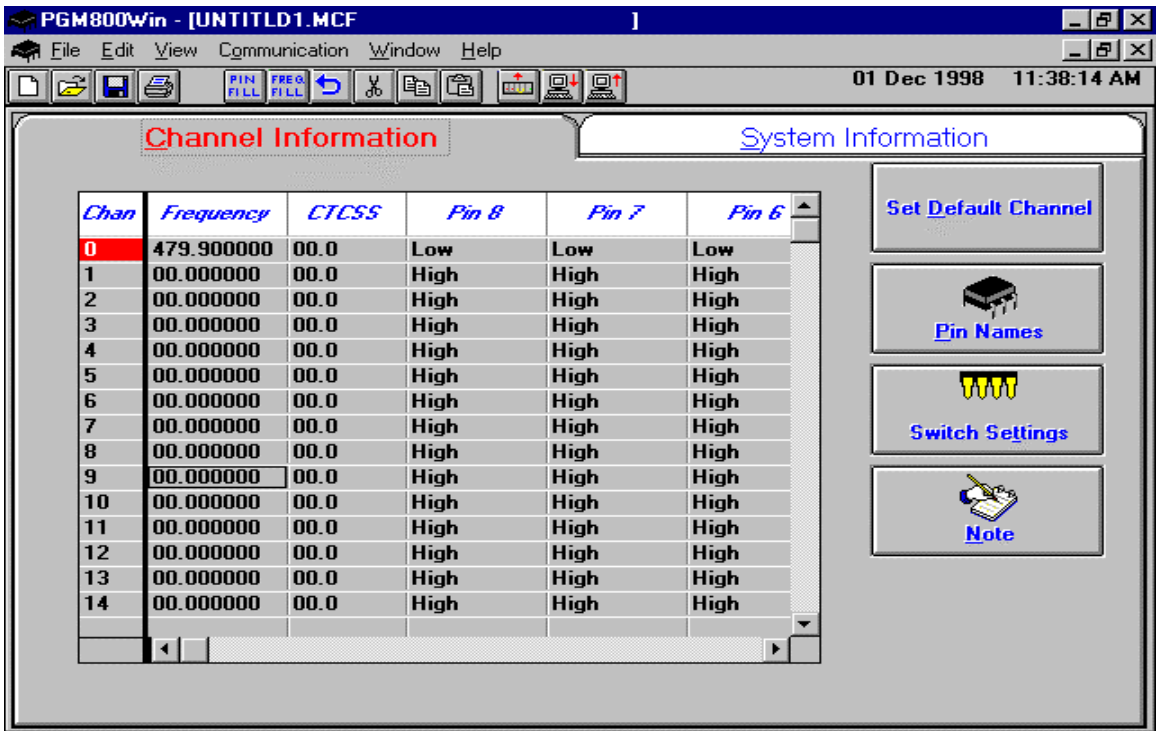 PGM800Win - [UNTITLD1.MCF ]
File Edit View Communication Window Help
PIN FILL FREQ FILL 01 Dec 1998 11:38:14 AM
Channel Information System Information
Chan Frequency CTCSS Pin 8 Pin 7 Pin 6
0 479.900000 00.0 Low Low Low
1 00.000000 00.0 High High High
2 00.000000 00.0 High High High
3 00.000000 00.0 High High High
4 00.000000 00.0 High High High
5 00.000000 00.0 High High High
6 00.000000 00.0 High High High
7 00.000000 00.0 High High High
8 00.000000 00.0 High High High
9 00.000000 00.0 High High High
10 00.000000 00.0 High High High
11 00.000000 00.0 High High High
12 00.000000 00.0 High High High
13 00.000000 00.0 High High High
14 00.000000 00.0 High High High
Set Default Channel
Pin Names
Switch Settings
Note